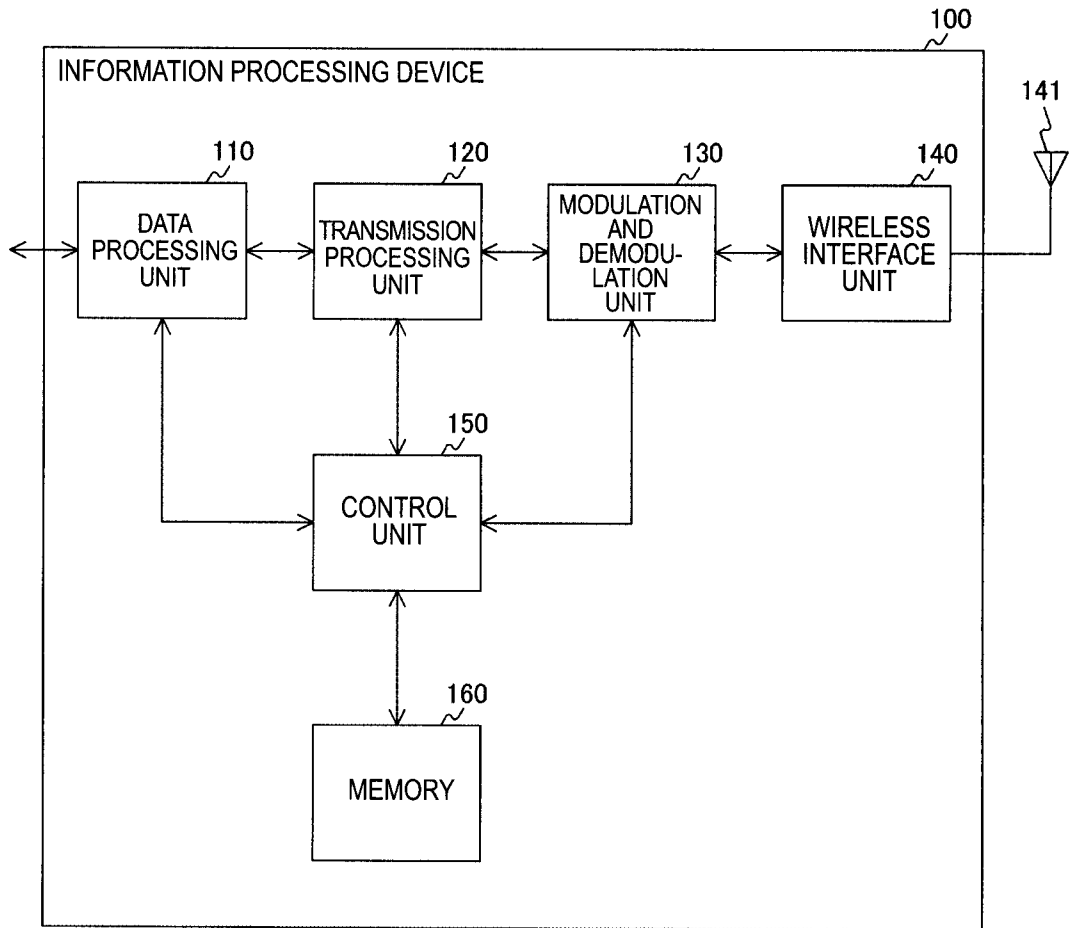 100
INFORMATION PROCESSING DEVICE
141
110
120
130
140
DATA
PROCESSING
UNIT
TRANSMISSION
PROCESSING
UNIT
MODULATION
AND
DEMODU-
LATION
UNIT
WIRELESS
INTERFACE
UNIT
150
CONTROL
UNIT
160
MEMORY